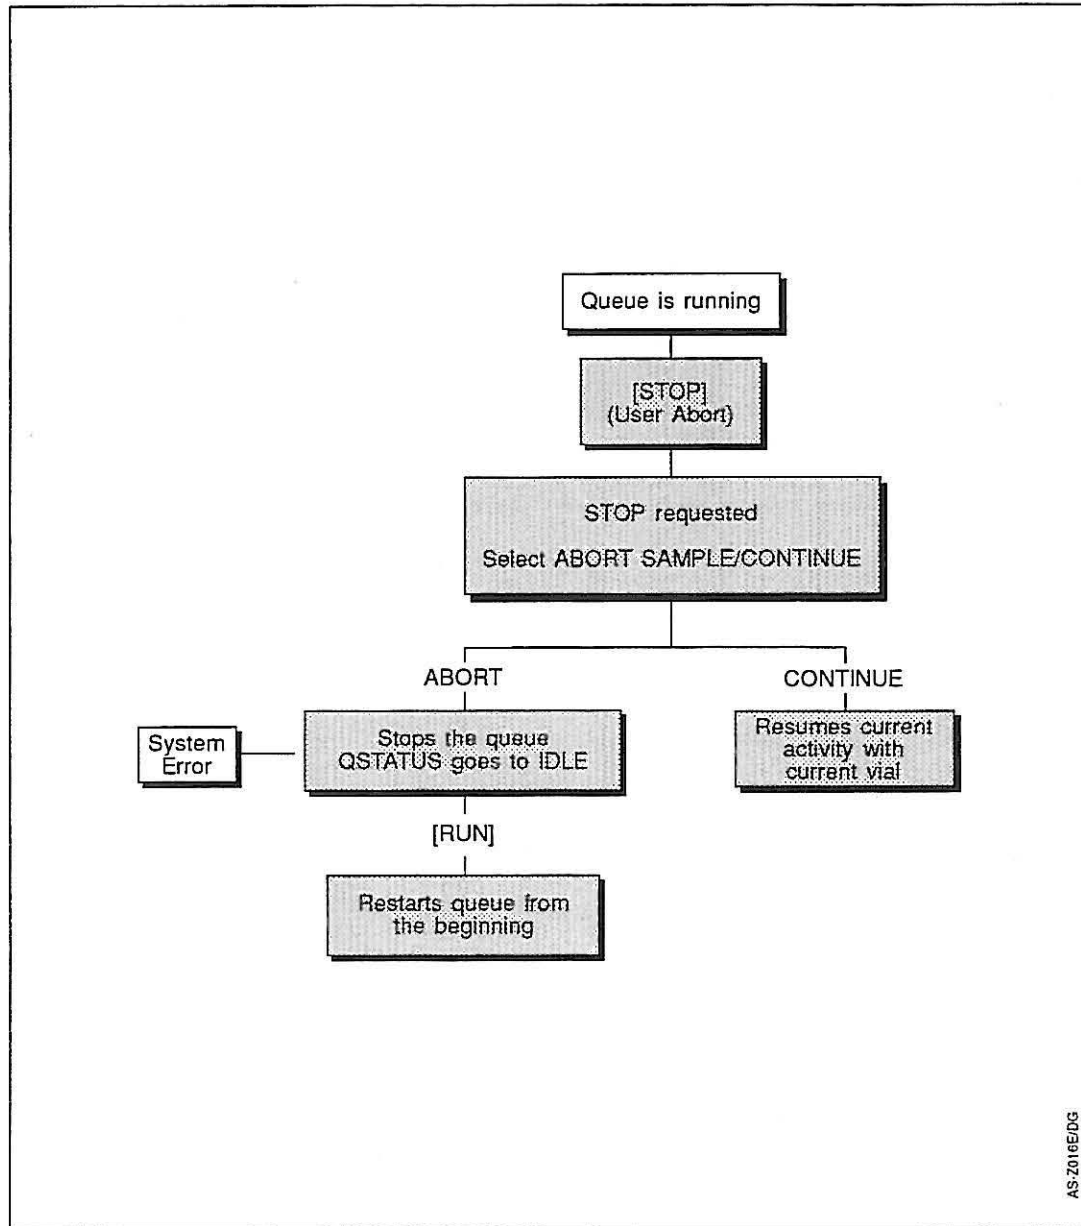 Queue is running
[STOP]
(User Abort)
STOP requested
Select ABORT SAMPLE/CONTINUE
ABORT
CONTINUE
System
Error
Stops the queue
QSTATUS goes to IDLE
Resumes current
activity with
current vial
[RUN]
Restarts queue from
the beginning
AS-Z016E/DG